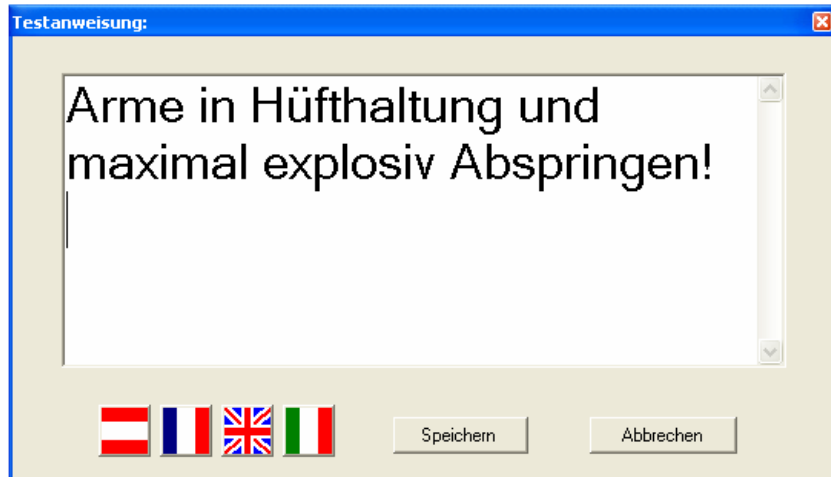 Testanweisung:
Arme in Hüfthaltung und
maximal explosiv Abspringen!
Speichern
Abbrechen